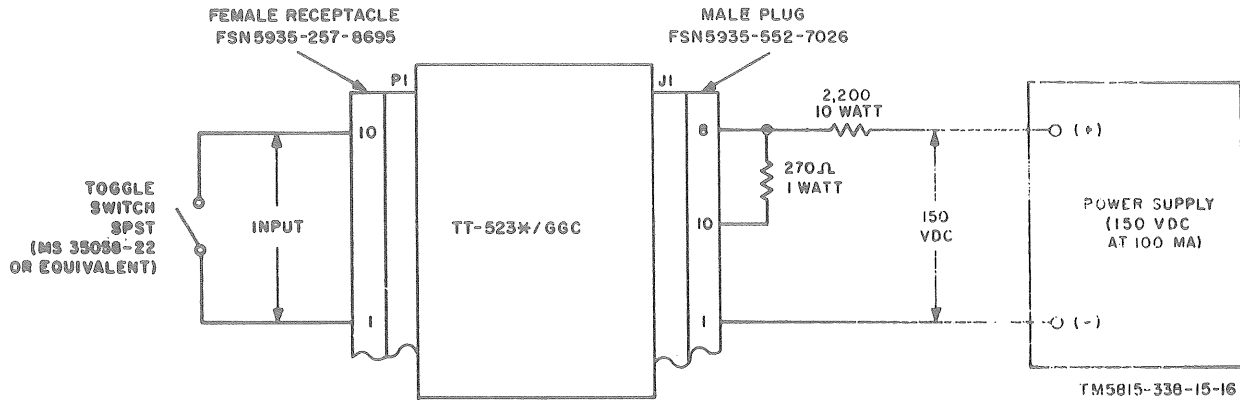 FEMALE RECEPTACLE
FSN5935-257-8695
MALE PLUG
FSN5935-552-7026
P1
J1
10
1
TOGGLE
SWITCH
SPST
(MS 35058-22
OR EQUIVALENT)
INPUT
TT-523*/GGC
8
10
1
2,200
10 WATT
270Ω
1 WATT
150
VDC
(+)
POWER SUPPLY
(150 VDC
AT 100 MA)
(-)
TM5815-338-15-16